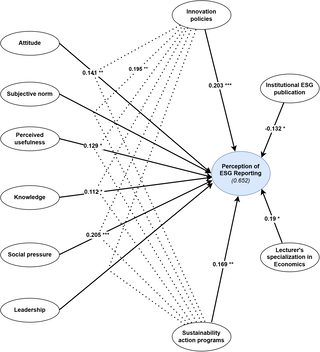 Innovation
policies
Attitude
0.141 **
0.195 **
Subjective norm
0.203 ***
Institutional ESG
publication
Perceived
usefulness
0.129 *
-0.132 *
Perception of
ESG Reporting
(0.652)
Knowledge
0.112 *
0.19 *
Social pressure
0.205 ***
Lecturer's
specialization in
Economics
0.169 **
Leadership
Sustainability
action programs